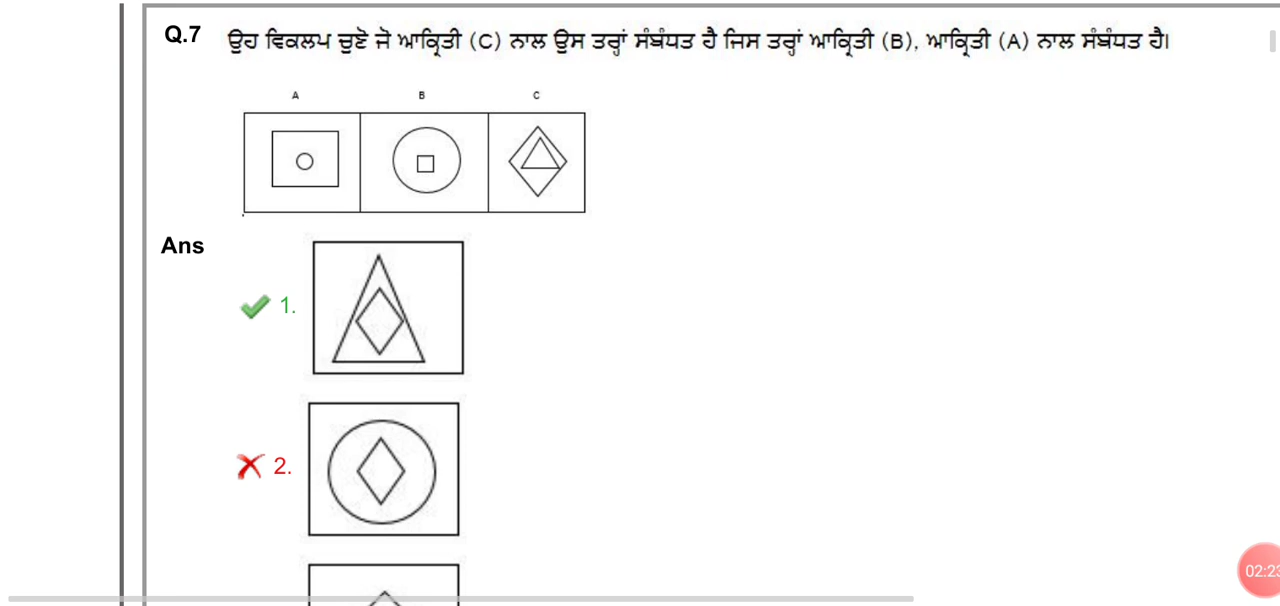 Q.7 ਉਹ ਵਿਕਲਪ ਚੁਣੋ ਜੋ ਆਕ੍ਰਿਤੀ (C) ਨਾਲ ਉਸ ਤਰ੍ਹਾਂ ਸੰਬੰਧਤ ਹੈ ਜਿਸ ਤਰ੍ਹਾਂ ਆਕ੍ਰਿਤੀ (B), ਆਕ੍ਰਿਤੀ (A) ਨਾਲ ਸੰਬੰਧਤ ਹੈ।
A B C
Ans
1.
2.